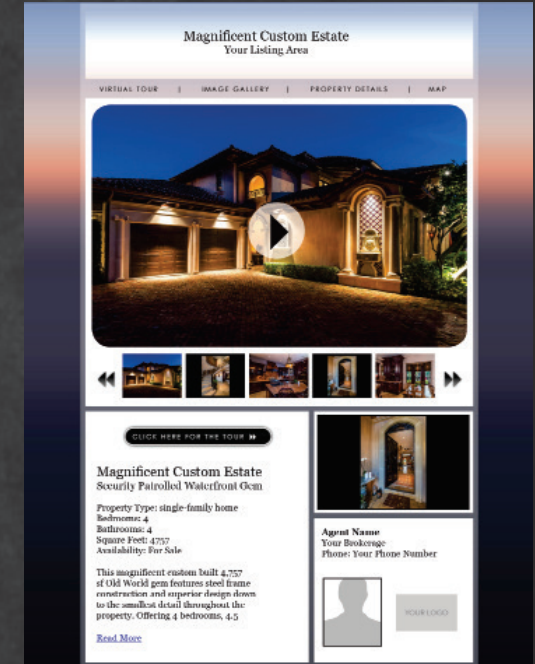 Magnificent Custom Estate
Your Listing Area
VIRTUAL TOUR | IMAGE GALLERY | PROPERTY DETAILS | MAP
CLICK HERE FOR THE TOUR
Magnificent Custom Estate
Security Patrolled Waterfront Gem
Property Type: single-family home
Bedrooms: 4
Bathrooms: 4
Square Feet: 4757
Availability: For Sale
This magnificent custom built 4,757
sf Old World gem features steel frame
construction and superior design down
to the smallest detail throughout the
property. Offering 4 bedrooms, 4.5
Read More
Agent Name
Your Brokerage
Phone: Your Phone Number
YOUR LOGO